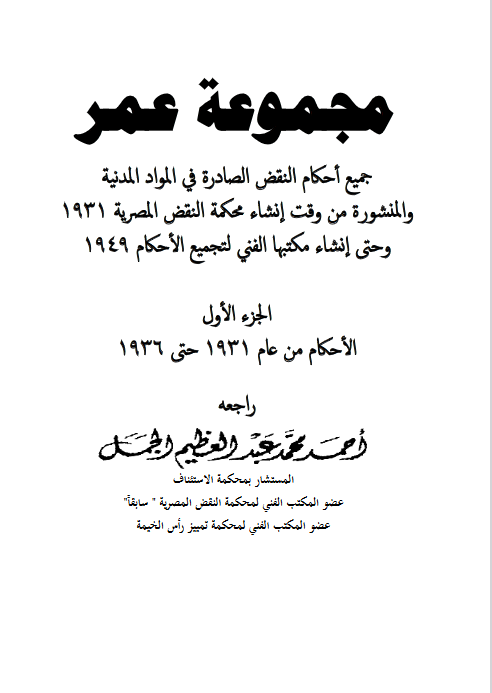 مجموعة عمر
جميع أحكام النقض الصادرة في المواد المدنية
والمنشورة من وقت إنشاء محكمة النقض المصرية ١٩٣١
وحتى إنشاء مكتبها الفني لتجميع الأحكام ١٩٤٩
الجزء الأول
الأحكام من عام ١٩٣١ حتى ١٩٣٦
راجعه
أحمد محمد عبد العظيم الجمل
المستشار بمحكمة الاستئناف
عضو المكتب الفني لمحكمة النقض المصرية " سابقاً"
عضو المكتب الفني لمحكمة تمييز رأس الخيمة